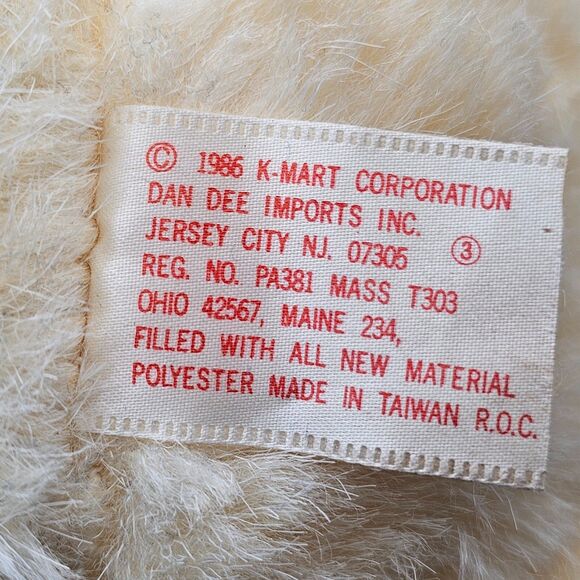 © 1986 K-MART CORPORATION
DAN DEE IMPORTS INC.
JERSEY CITY NJ. 07305 ③
REG. NO. PA381 MASS T303
OHIO 42567, MAINE 234,
FILLED WITH ALL NEW MATERIAL
POLYESTER MADE IN TAIWAN R.O.C.